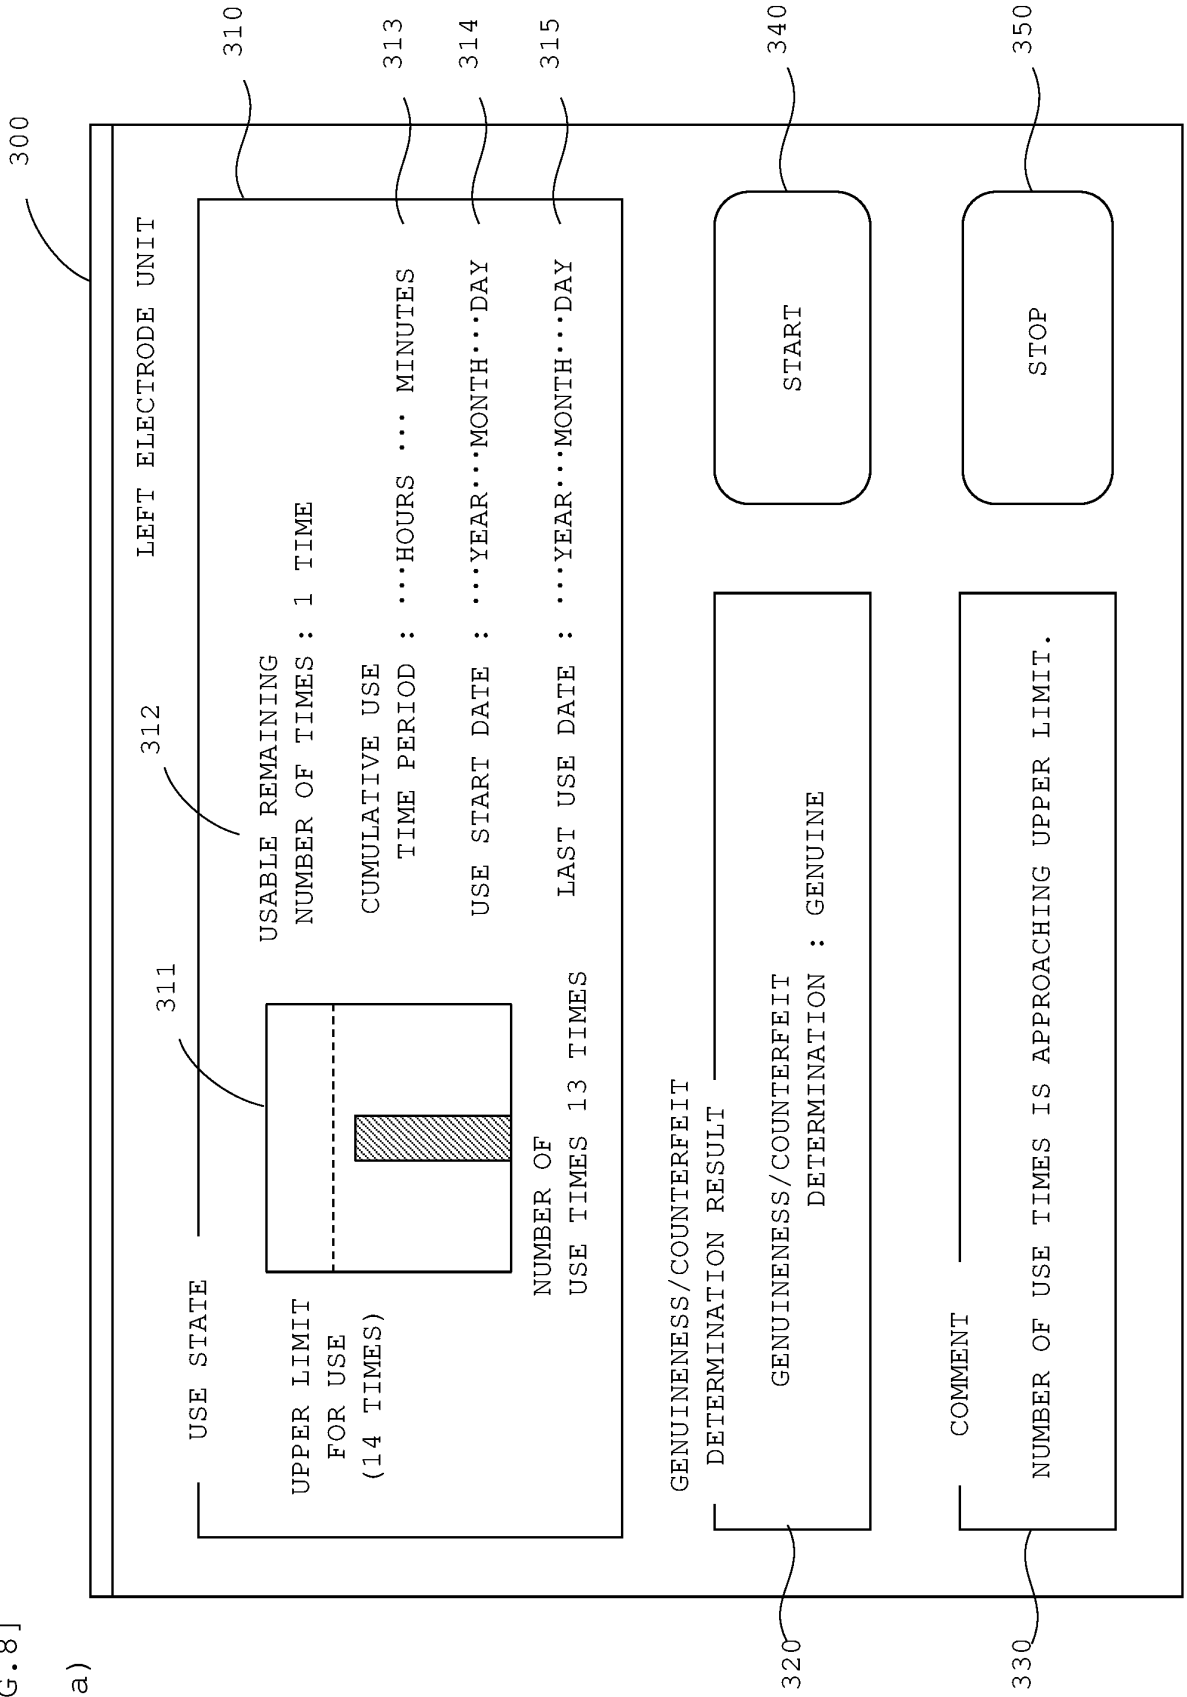 G.8]
a)
300
LEFT ELECTRODE UNIT
310
USE STATE
311
312
UPPER LIMIT
FOR USE
(14 TIMES)
NUMBER OF
USE TIMES 13 TIMES
USABLE REMAINING
NUMBER OF TIMES : 1 TIME
CUMULATIVE USE
TIME PERIOD : ···HOURS ··· MINUTES
313
USE START DATE : ···YEAR···MONTH···DAY
314
LAST USE DATE : ···YEAR···MONTH···DAY
315
GENUINENESS/COUNTERFEIT
DETERMINATION RESULT
GENUINENESS/COUNTERFEIT
DETERMINATION : GENUINE
320
START
340
COMMENT
NUMBER OF USE TIMES IS APPROACHING UPPER LIMIT.
330
STOP
350